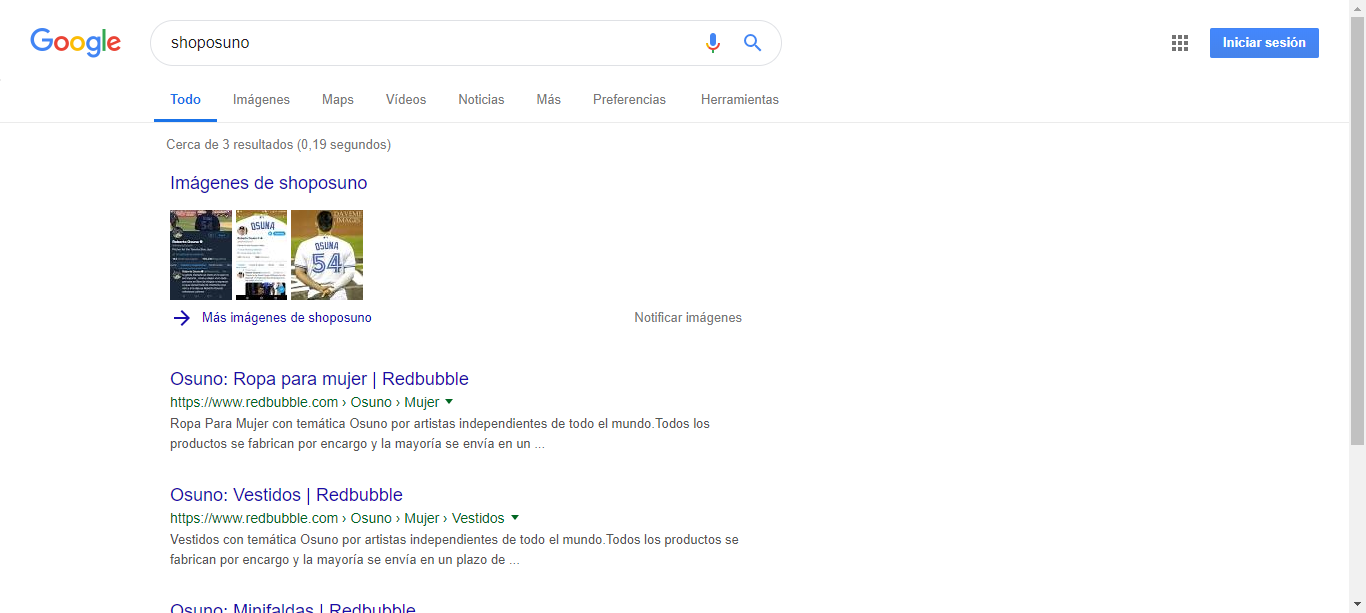 Google
shoposuno
Iniciar sesión
Todo Imágenes Maps Vídeos Noticias Más Preferencias Herramientas
Cerca de 3 resultados (0,19 segundos)
Imágenes de shoposuno
OSUNA
DAVEME
IMAGES
OSUNA
54
Más imágenes de shoposuno
Notificar imágenes
Osuno: Ropa para mujer | Redbubble
https://www.redbubble.com › Osuno › Mujer
Ropa Para Mujer con temática Osuno por artistas independientes de todo el mundo.Todos los
productos se fabrican por encargo y la mayoría se envía en un ...
Osuno: Vestidos | Redbubble
https://www.redbubble.com › Osuno › Mujer › Vestidos
Vestidos con temática Osuno por artistas independientes de todo el mundo.Todos los productos se
fabrican por encargo y la mayoría se envía en un plazo de ...
Osuno: Minifaldas | Redbubble